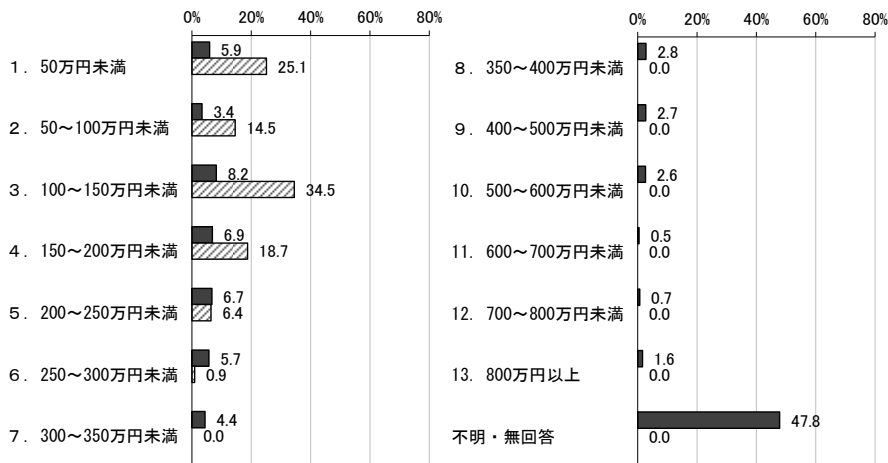 0% 20% 40% 60% 80%
1. 50万円未満 5.9 25.1
2. 50～100万円未満 3.4 14.5
3. 100～150万円未満 8.2 34.5
4. 150～200万円未満 6.9 18.7
5. 200～250万円未満 6.7 6.4
6. 250～300万円未満 5.7 0.9
7. 300～350万円未満 4.4 0.0
0% 20% 40% 60% 80%
8. 350～400万円未満 2.8 0.0
9. 400～500万円未満 2.7 0.0
10. 500～600万円未満 2.6 0.0
11. 600～700万円未満 0.5 0.0
12. 700～800万円未満 0.7 0.0
13. 800万円以上 1.6 0.0
不明・無回答 47.8 0.0